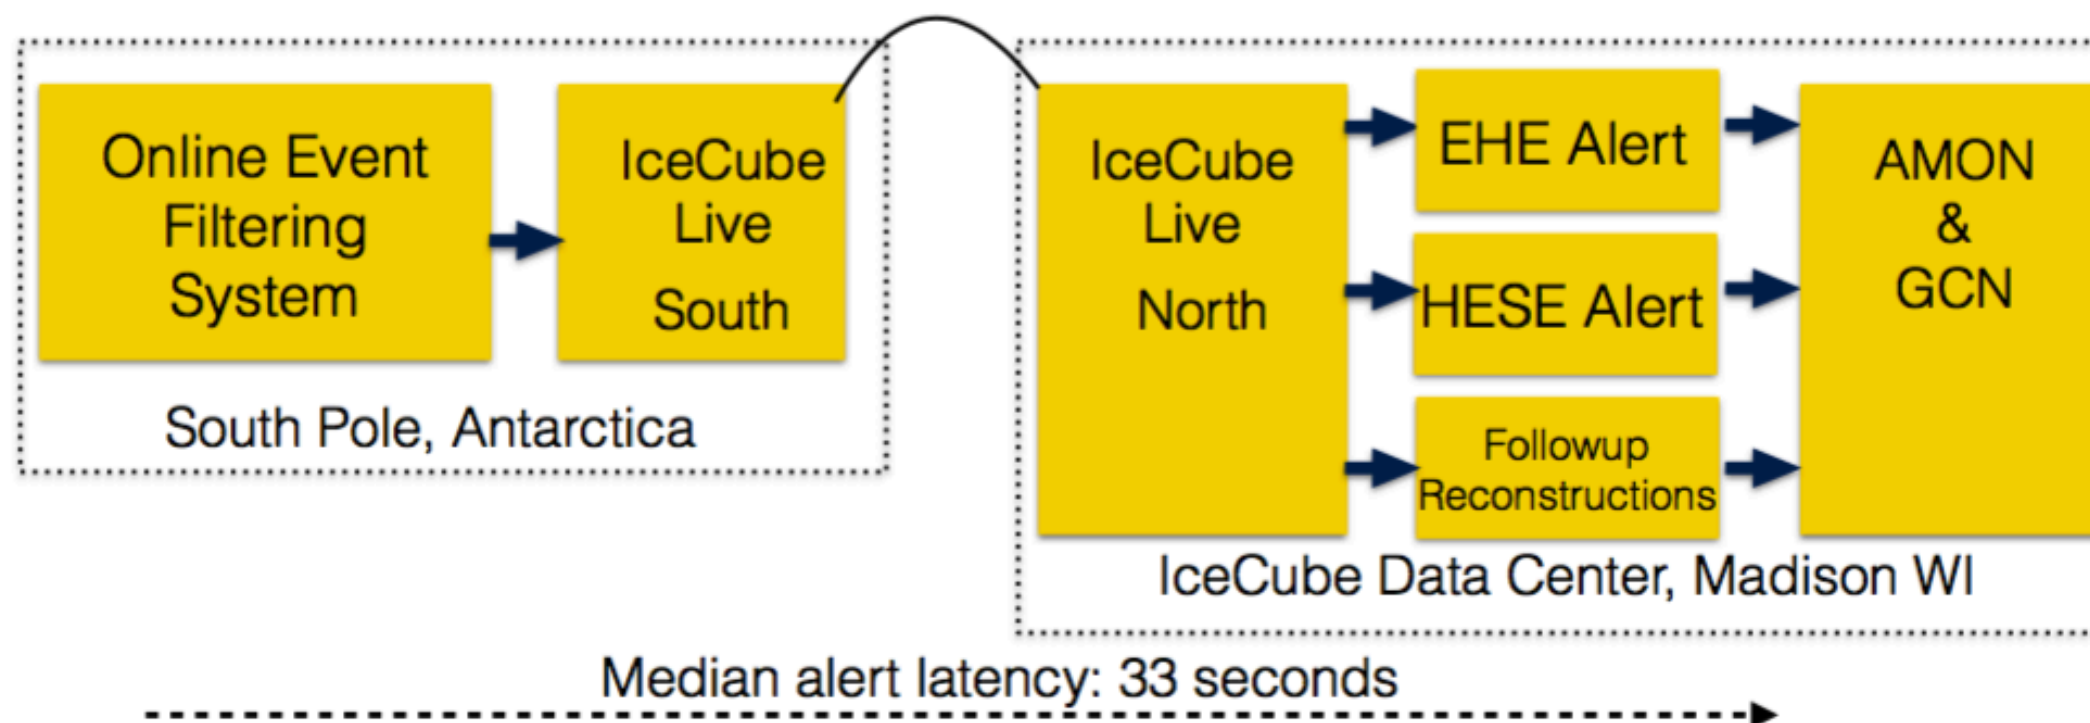 Online Event
Filtering
System
IceCube
Live
South
South Pole, Antarctica
IceCube
Live
North
EHE Alert
HESE Alert
Followup
Reconstructions
AMON
&
GCN
IceCube Data Center, Madison WI
Median alert latency: 33 seconds